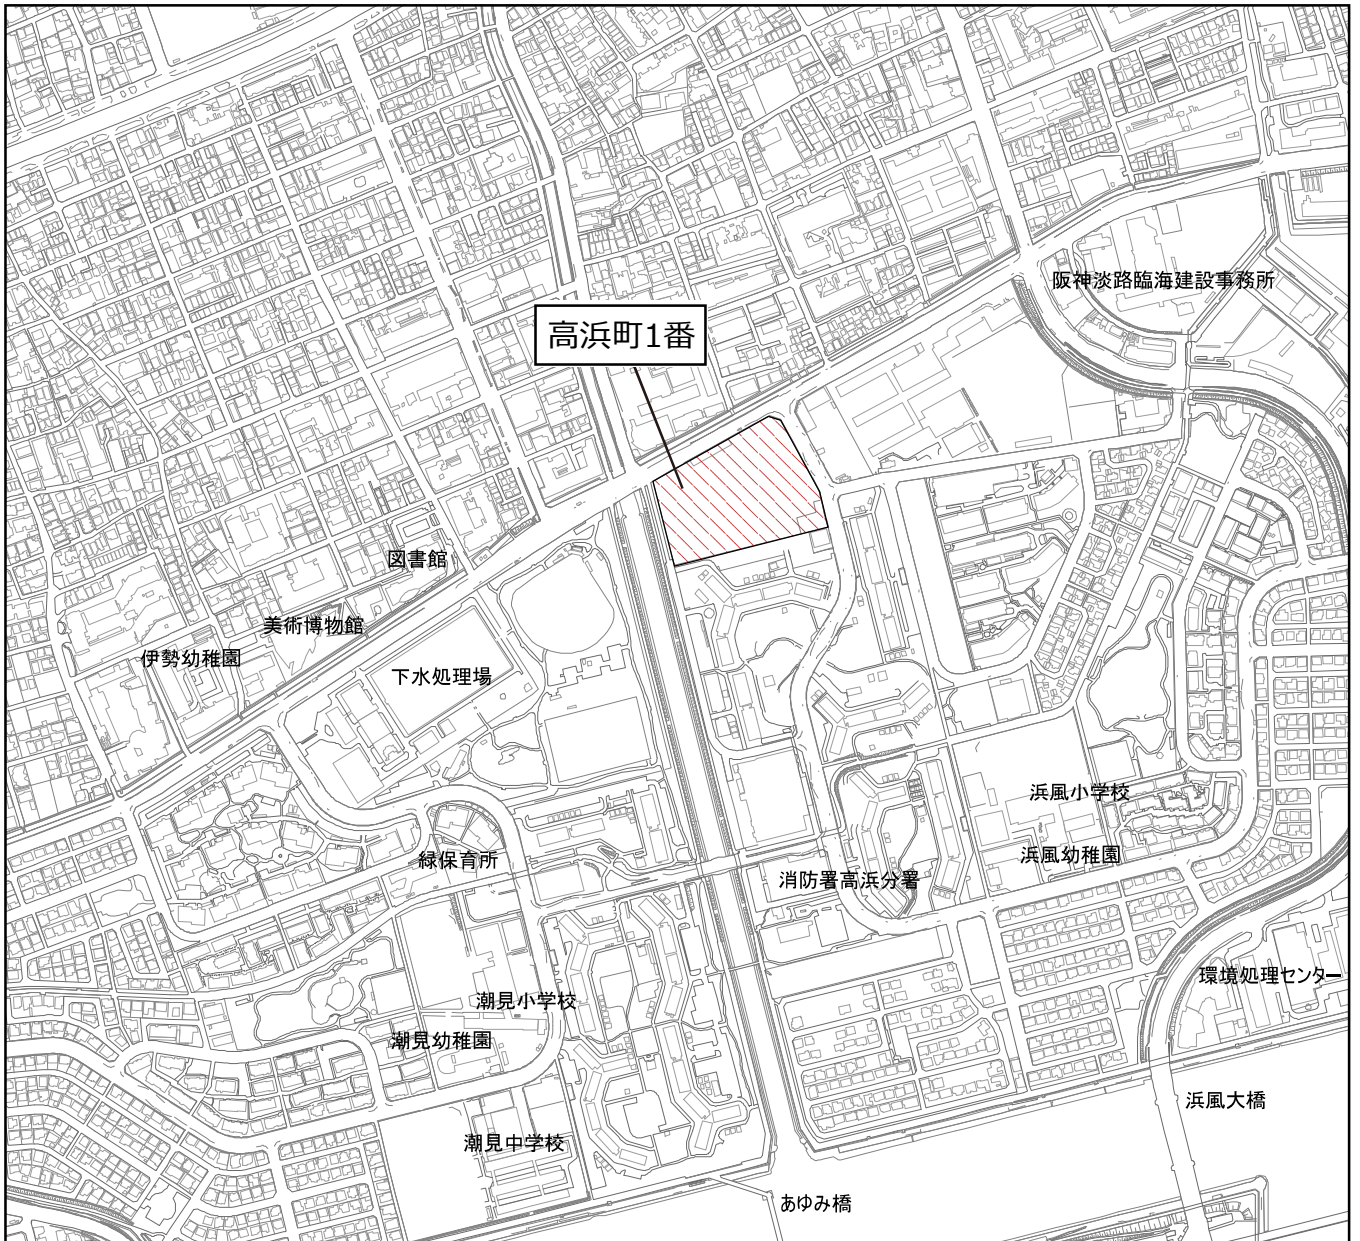 阪神淡路臨海建設事務所
高浜町1番
図書館
美術博物館
伊勢幼稚園
下水処理場
浜風小学校
浜風幼稚園
緑保育所
消防署高浜分署
環境処理センター
潮見小学校
潮見幼稚園
浜風大橋
潮見中学校
あゆみ橋